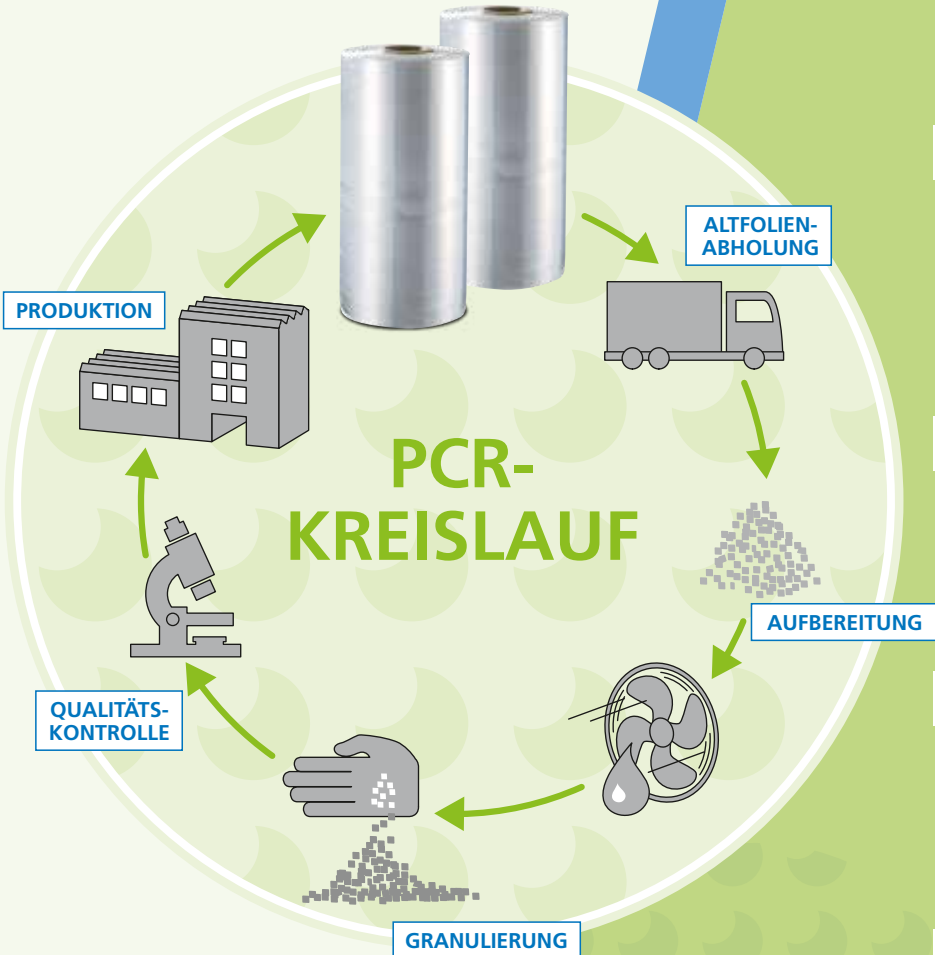 ALTFOLIEN-
ABHOLUNG
PRODUKTION
PCR-
KREISLAUF
AUFBEREITUNG
QUALITÄTS-
KONTROLLE
GRANULIERUNG